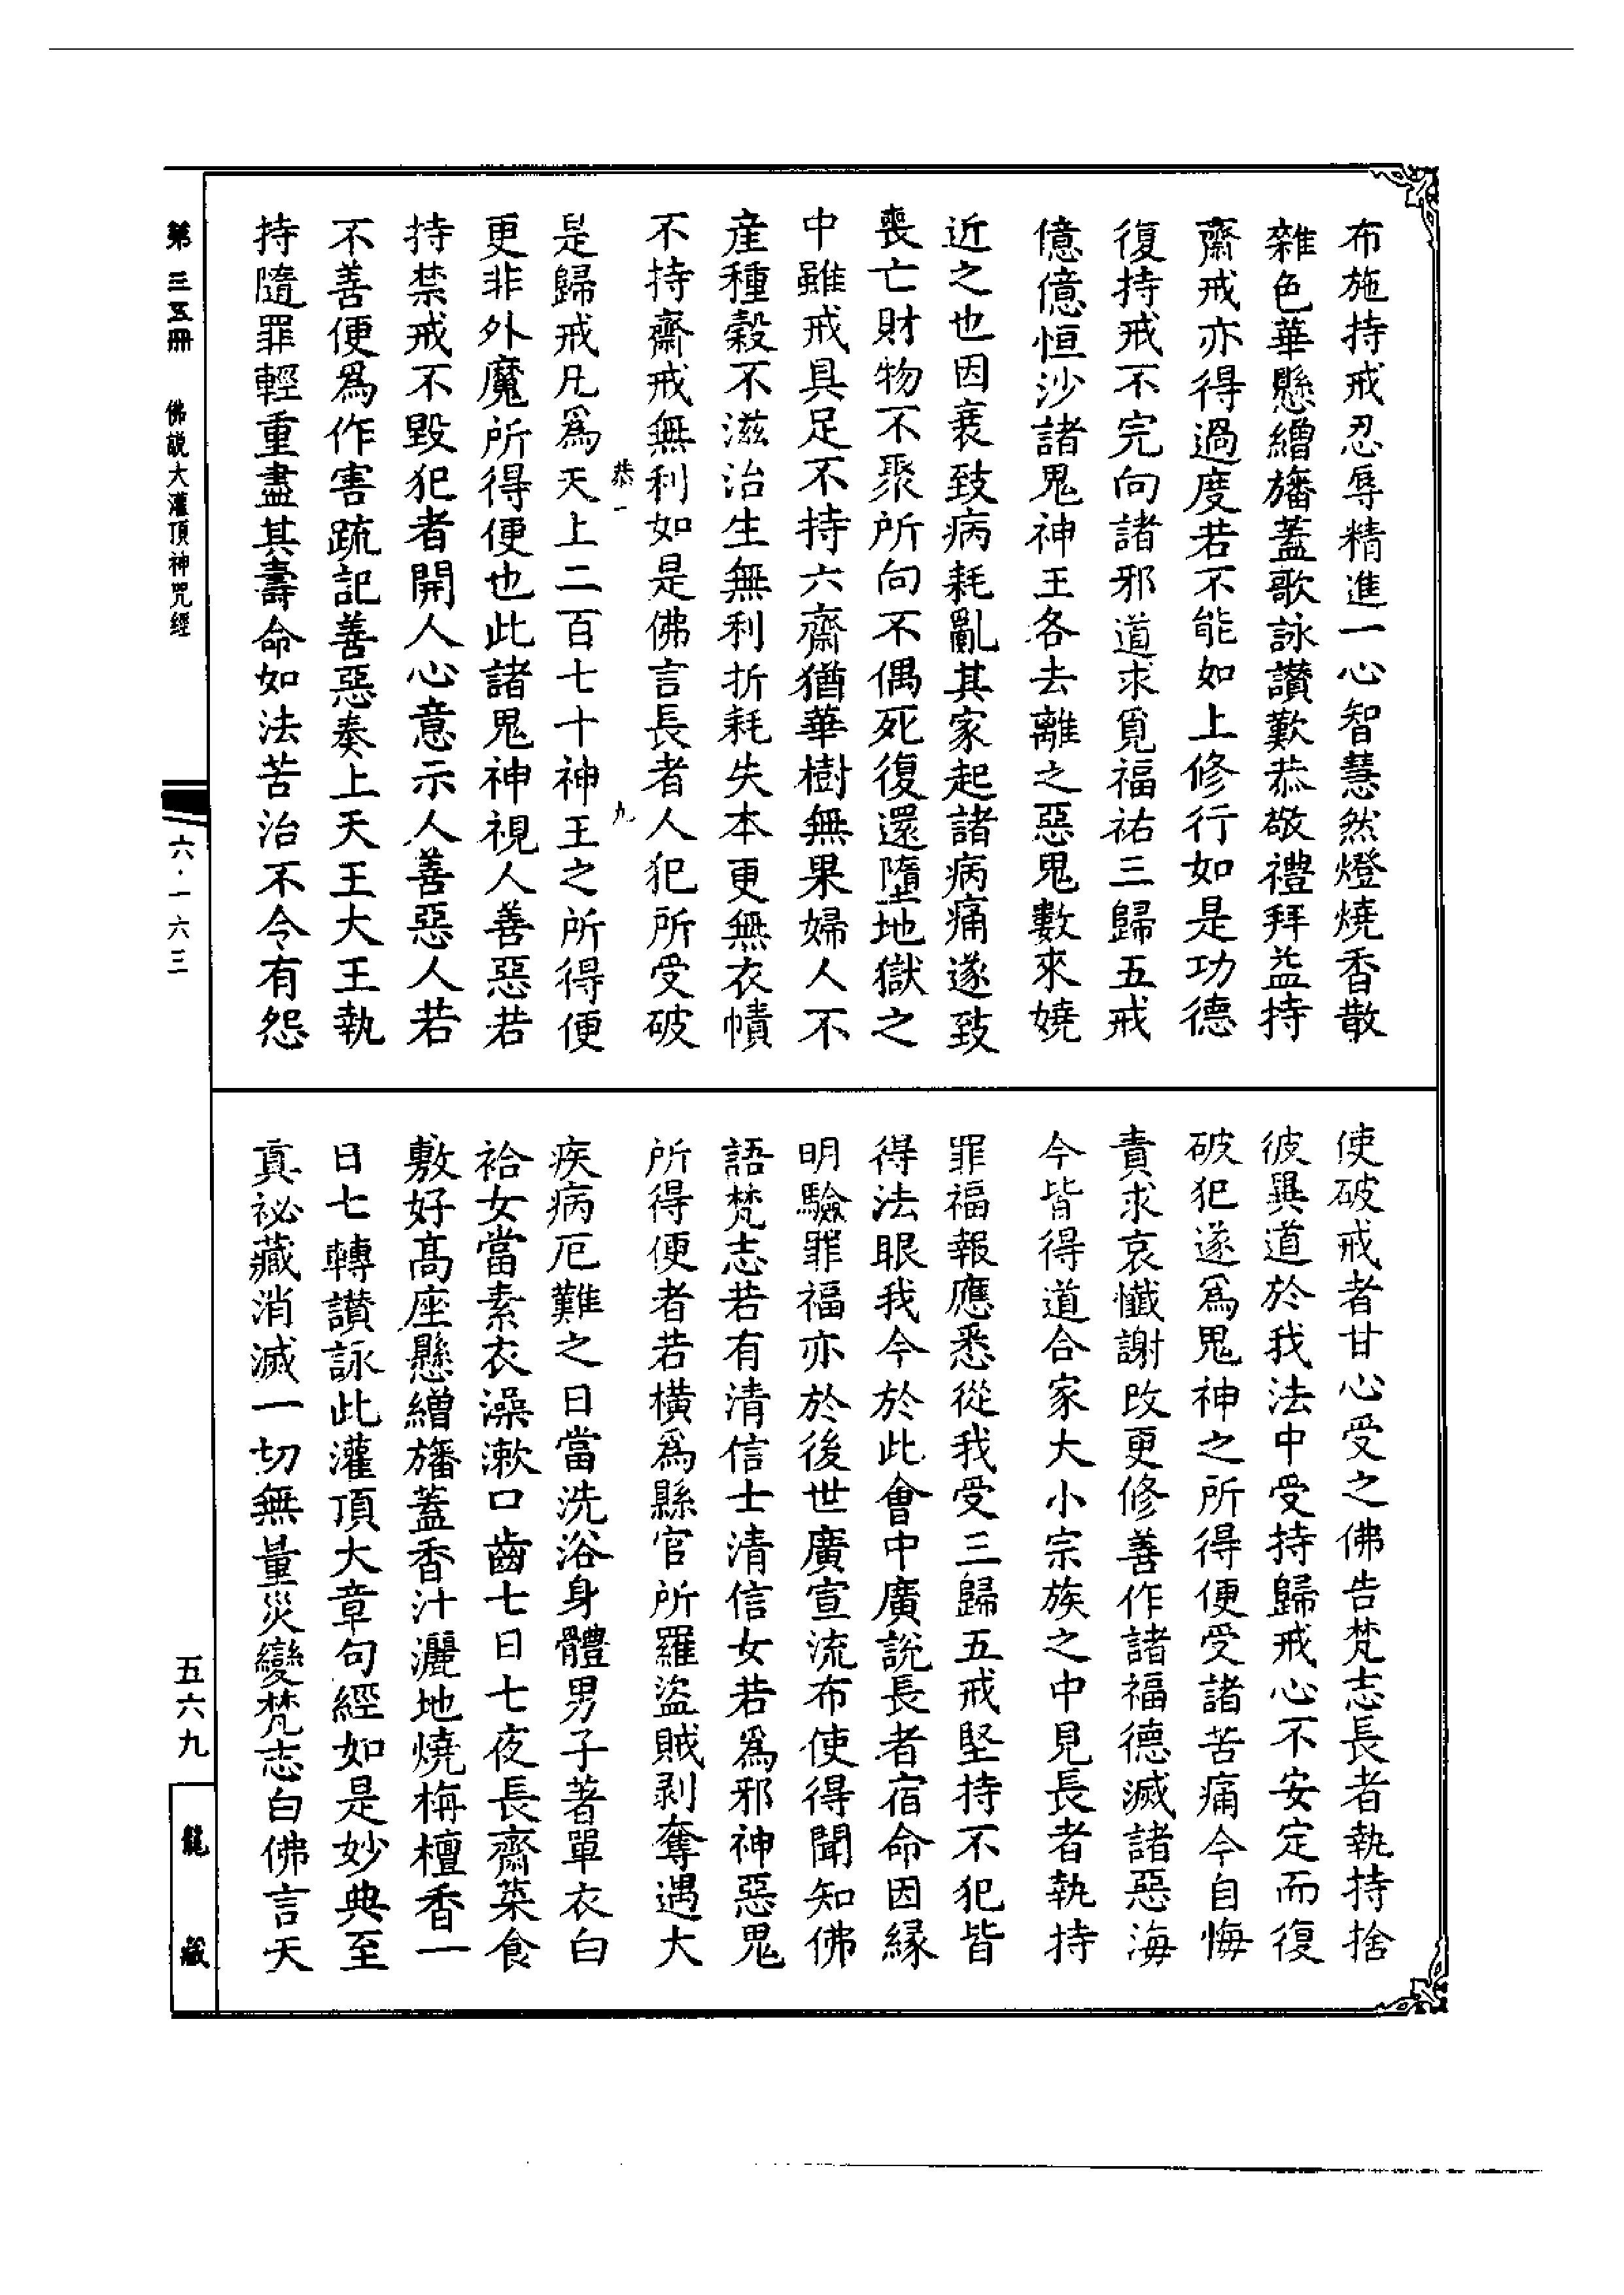 布施持戒忍辱精進一心智慧然燈燒香散
雜色華懸繒旛蓋歌詠讚歎恭敬禮拜益持
齋戒亦得過度若不能如上修行如是功德
復持戒不完向諸邪道求覓福祐三歸五戒
億億恒沙諸鬼神王各去離之惡鬼數來嬈
近之也因衰致病耗亂其家起諸病痛遂致
喪亡財物不聚所向不偶死復還墮地獄之
中雖戒具足不持六齋猶華樹無果婦人不
産種穀不滋治生無利折耗失本更無衣幘
不持齋戒無利如是佛言長者人犯所受破
恭一
九
是歸戒凡爲天上二百七十神王之所得便
更非外魔所得便也此諸鬼神視人善惡若
持禁戒不毀犯者開人心意示人善惡人若
不善便爲作害疏記善惡奏上天王大王執
持隨罪輕重盡其壽命如法苦治不令有怨
使破戒者甘心受之佛告梵志長者執持捨
彼異道於我法中受持歸戒心不安定而復
破犯遂爲鬼神之所得便受諸苦痛今自悔
責求哀懺謝改更修善作諸福德滅諸惡海
今皆得道合家大小宗族之中見長者執持
罪福報應悉從我受三歸五戒堅持不犯皆
得法眼我今於此會中廣說長者宿命因緣
明驗罪福亦於後世廣宣流布使得聞知佛
語梵志若有清信士清信女若爲邪神惡鬼
所得便者若橫爲縣官所羅盜賊剥奪遇大
疾病厄難之日當洗浴身體男子著單衣白
袷女當素衣澡漱口齒七日七夜長齋菜食
敷好高座懸繒旛蓋香汁灑地燒栴檀香一
日七轉讃詠此灌頂大章句經如是妙典至
真祕藏消滅一切無量災變梵志白佛言天
第三五冊 佛説大灌頂神咒經
六·一六三
五六九
龍藏